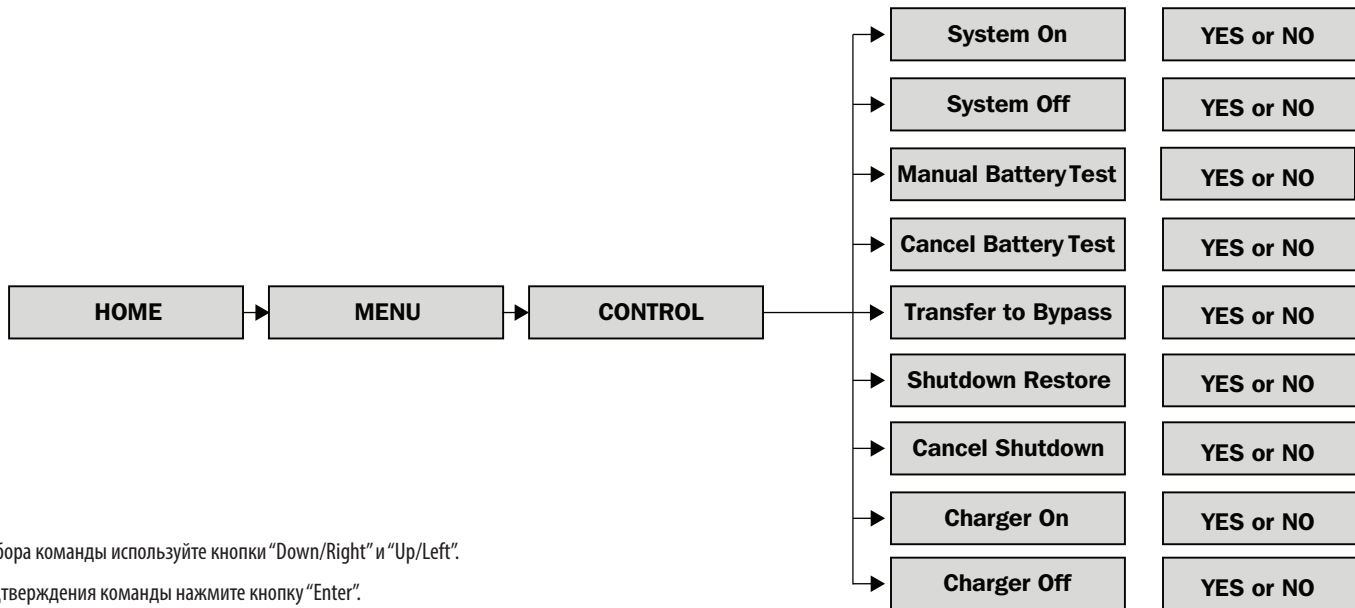 System On YES or NO
System Off YES or NO
Manual Battery Test YES or NO
Cancel Battery Test YES or NO
HOME MENU CONTROL Transfer to Bypass YES or NO
Shutdown Restore YES or NO
Cancel Shutdown YES or NO
Charger On YES or NO
команды используйте кнопки “Down/Right” и “Up/Left”.
команды нажмите кнопку “Enter”.
Charger Off YES or NO